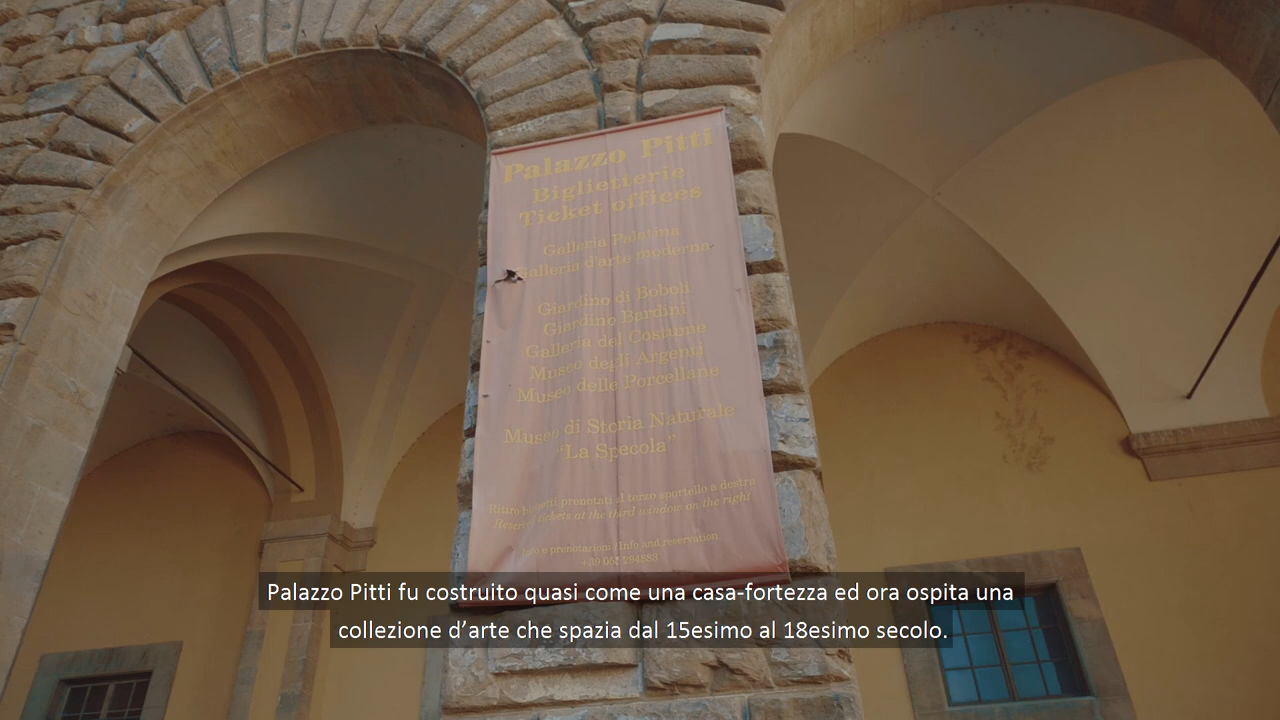 Palazzo Pitti
Biglietterie
Ticket offices
Galleria Palatina
Galleria d'arte moderna
Giardino di Boboli
Giardino Bardini
Galleria del Costume
Museo degli Argenti
Museo delle Porcellane
Museo di Storia Naturale
"La Specola"
Ritiro biglietti prenotati al terzo sportello a destra
Reserved tickets at the third window on the right
Info e prenotazioni / Info and reservation
+39 055 294883
Palazzo Pitti fu costruito quasi come una casa-fortezza ed ora ospita una
collezione d’arte che spazia dal 15esimo al 18esimo secolo.